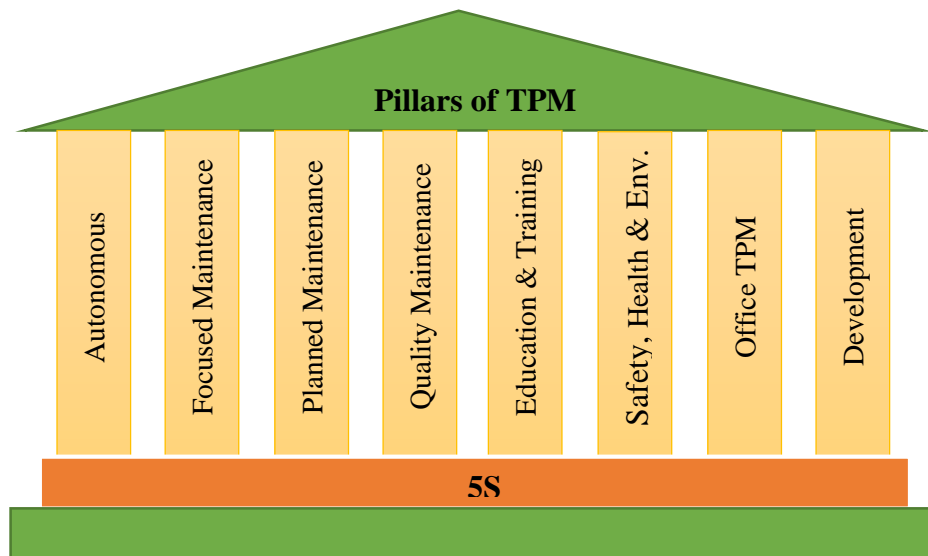 Pillars of TPM
Autonomous
Focused Maintenance
Planned Maintenance
Quality Maintenance
Education & Training
Safety, Health & Env.
Office TPM
Development
5S